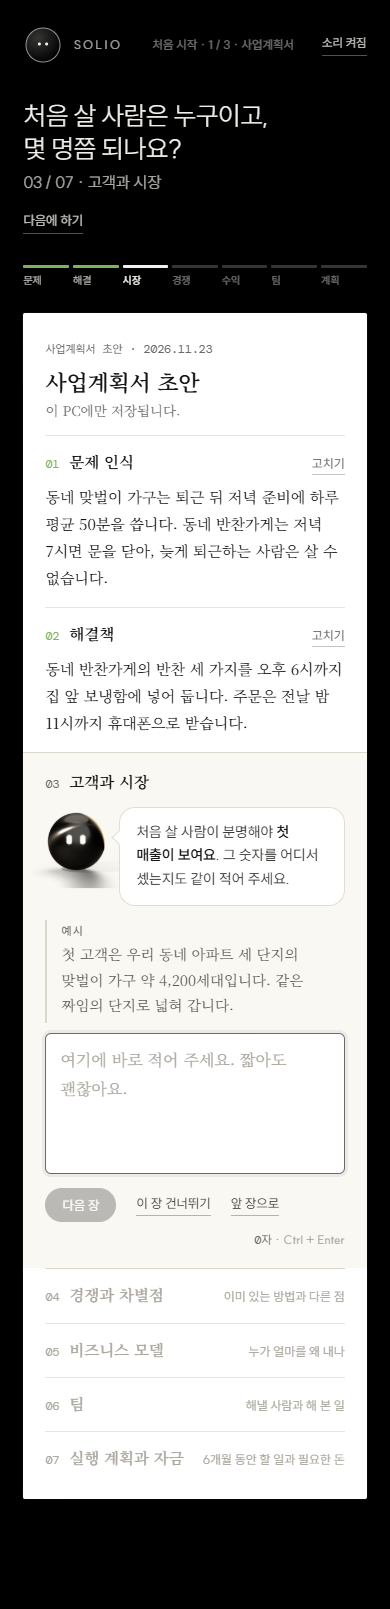 SOLIO 처음 시작 · 1 / 3 · 사업계획서 소리 켜짐
처음 살 사람은 누구이고,
몇 명쯤 되나요?
03 / 07 · 고객과 시장
다음에 하기
문제 해결 시장 경쟁 수익 팀 계획
사업계획서 초안 · 2026.11.23
사업계획서 초안
이 PC에만 저장됩니다.
01 문제 인식 고치기
동네 맞벌이 가구는 퇴근 뒤 저녁 준비에 하루
평균 50분을 씁니다. 동네 반찬가게는 저녁
7시면 문을 닫아, 늦게 퇴근하는 사람은 살 수
없습니다.
02 해결책 고치기
동네 반찬가게의 반찬 세 가지를 오후 6시까지
집 앞 보냉함에 넣어 둡니다. 주문은 전날 밤
11시까지 휴대폰으로 받습니다.
03 고객과 시장
처음 살 사람이 분명해야 첫
매출이 보여요. 그 숫자를 어디서
셌는지도 같이 적어 주세요.
예시
첫 고객은 우리 동네 아파트 세 단지의
맞벌이 가구 약 4,200세대입니다. 같은
짜임의 단지로 넓혀 갑니다.
여기에 바로 적어 주세요. 짧아도
괜찮아요.
다음 장 이 장 건너뛰기 앞 장으로
0자 · Ctrl + Enter
04 경쟁과 차별점 이미 있는 방법과 다른 점
05 비즈니스 모델 누가 얼마를 왜 내나
06 팀 해낼 사람과 해 본 일
07 실행 계획과 자금 6개월 동안 할 일과 필요한 돈